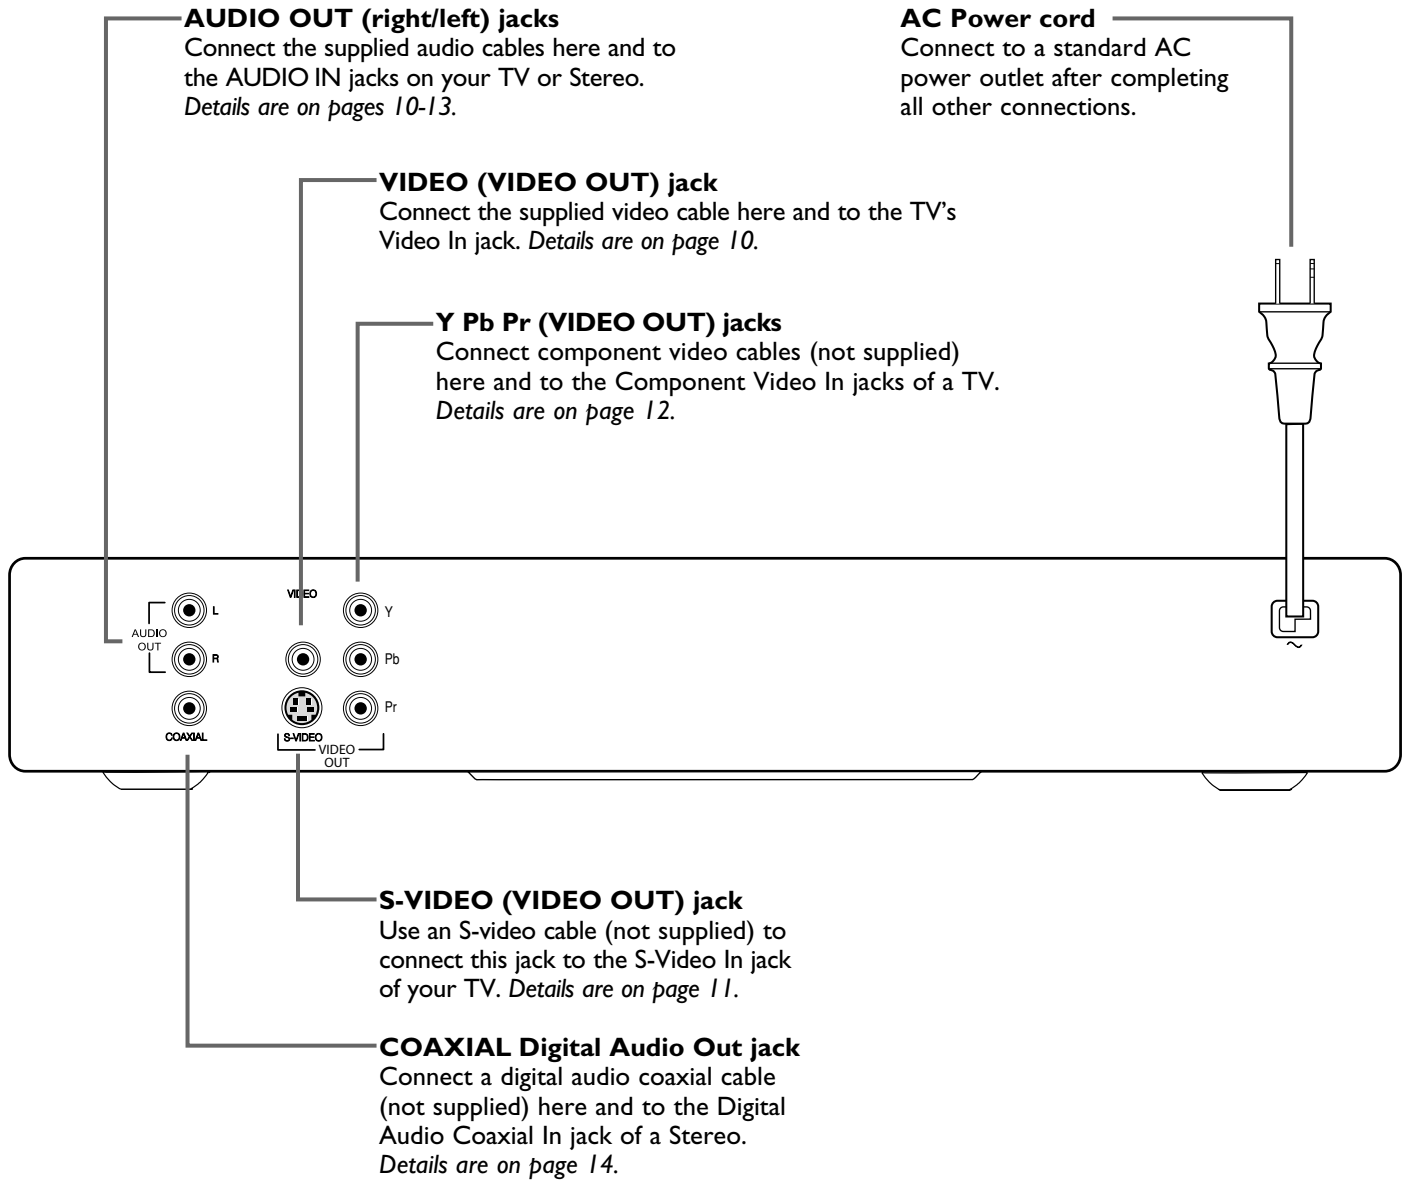 AUDIO OUT (right/left) jacks
Connect the supplied audio cables here and to
the AUDIO IN jacks on your TV or Stereo.
Details are on pages 10-13.
AC Power cord
Connect to a standard AC
power outlet after completing
all other connections.
VIDEO (VIDEO OUT) jack
Connect the supplied video cable here and to the TV’s
Video In jack. Details are on page 10.
Y Pb Pr (VIDEO OUT) jacks
Connect component video cables (not supplied)
here and to the Component Video In jacks of a TV.
Details are on page 12.
AUDIO
OUT
L
R
COAXIAL
VIDEO
S-VIDEO
Y
Pb
Pr
VIDEO
OUT
~
S-VIDEO (VIDEO OUT) jack
Use an S-video cable (not supplied) to
connect this jack to the S-Video In jack
of your TV. Details are on page 11.
COAXIAL Digital Audio Out jack
Connect a digital audio coaxial cable
(not supplied) here and to the Digital
Audio Coaxial In jack of a Stereo.
Details are on page 14.